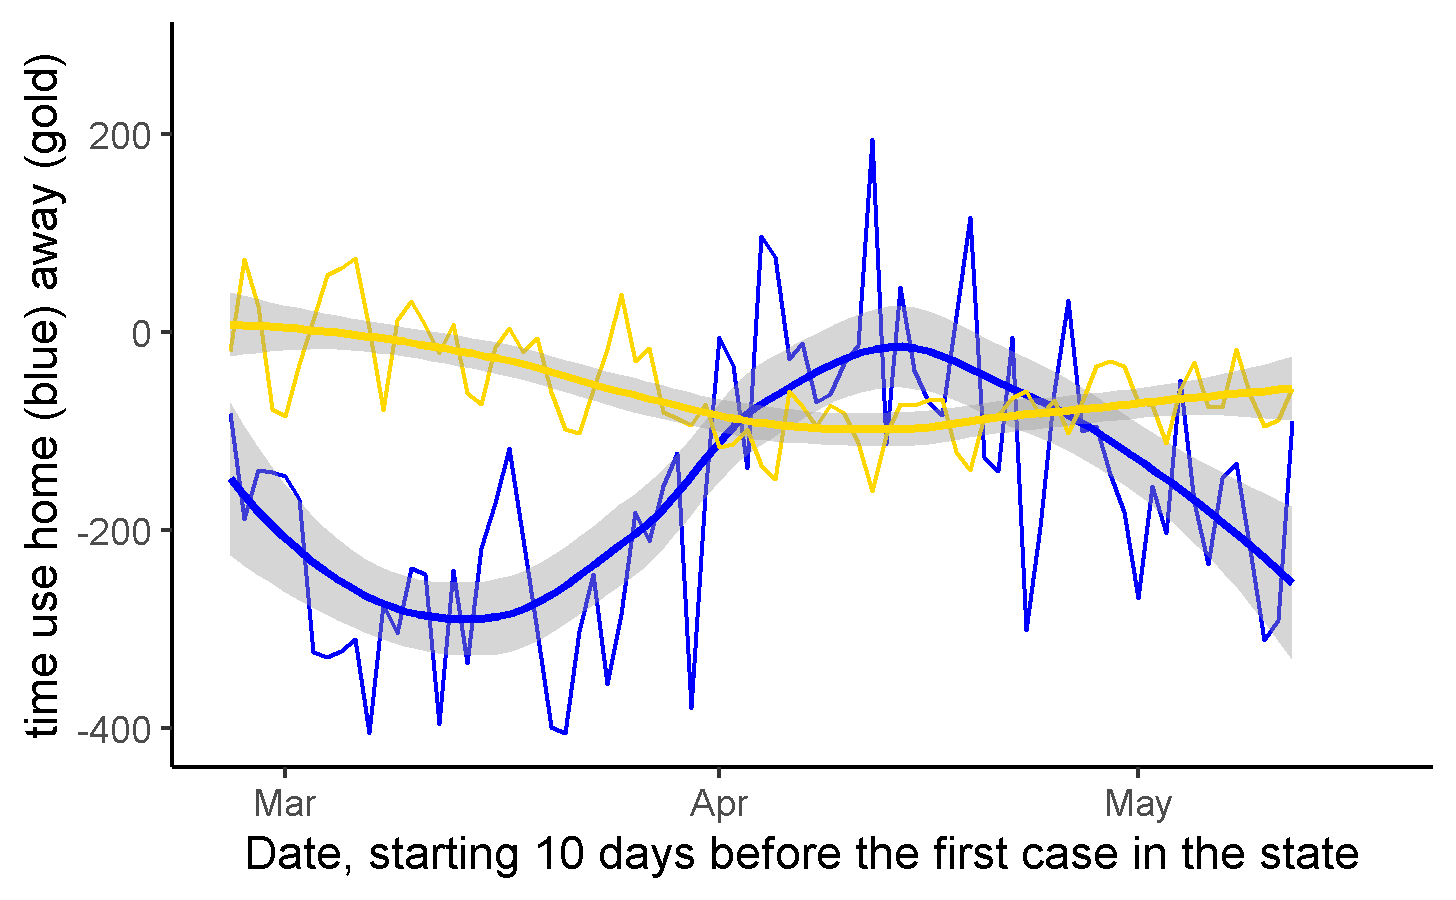 time use home (blue) away (gold)
200
0
-200
-400
Mar Apr May
Date, starting 10 days before the first case in the state